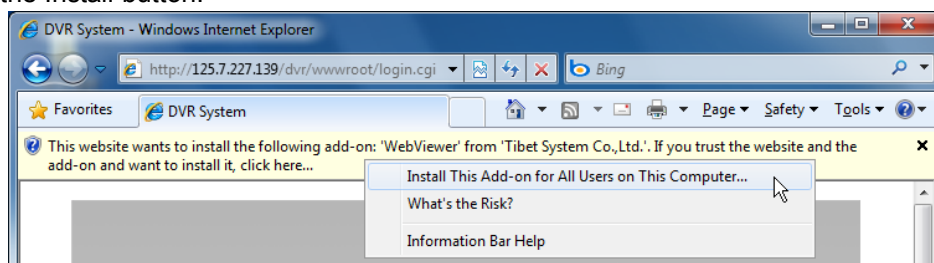 the Install button.
DVR System - Windows Internet Explorer
http://125.7.227.139/dvr/wwwroot/login.cgi
Bing
Favorites
DVR System
Page
Safety
Tools
This website wants to install the following add-on: 'WebViewer' from 'Tibet System Co.,Ltd.'. If you trust the website and the
add-on and want to install it, click here...
Install This Add-on for All Users on This Computer...
What's the Risk?
Information Bar Help